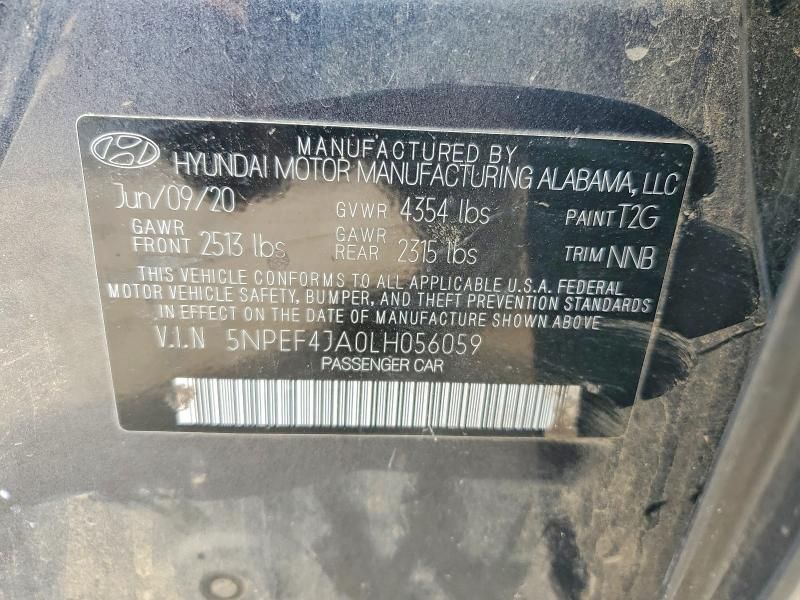 MANUFACTURED BY
HYUNDAI MOTOR MANUFACTURING ALABAMA, LLC
Jun/09/20 GVWR 4354 lbs PAINT T2G
GAWR FRONT 2513 lbs GAWR REAR 2315 lbs TRIM NNB
THIS VEHICLE CONFORMS TO ALL APPLICABLE U.S.A. FEDERAL
MOTOR VEHICLE SAFETY, BUMPER, AND THEFT PREVENTION STANDARDS
IN EFFECT ON THE DATE OF MANUFACTURE SHOWN ABOVE
V.I.N 5NPEF4JA0LH056059
PASSENGER CAR